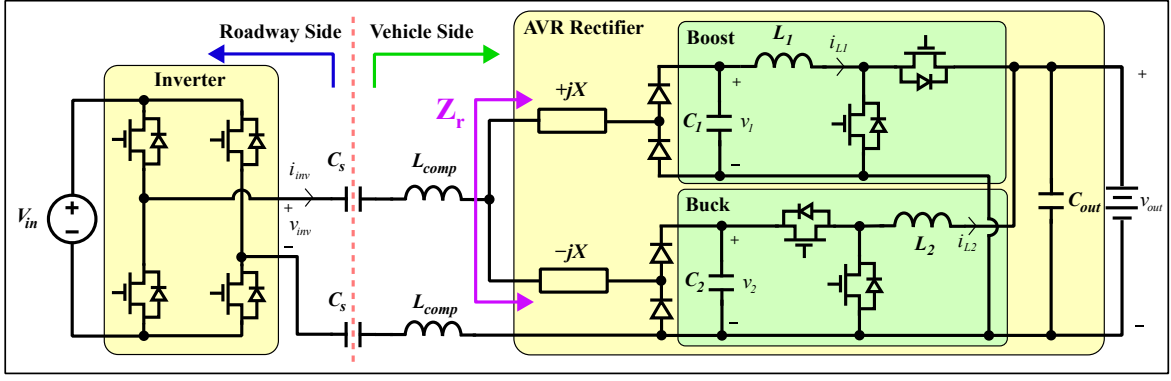 Roadway Side
Vehicle Side
AVR Rectifier
Inverter
Boost
L1
iL1
+jX
+
C1
v1
−
Zr
Cs
Lcomp
iinv
+
vinv
−
Vin
+
−
Buck
L2
iL2
−jX
+
C2
v2
−
Cs
Lcomp
Cout
+
vout
−